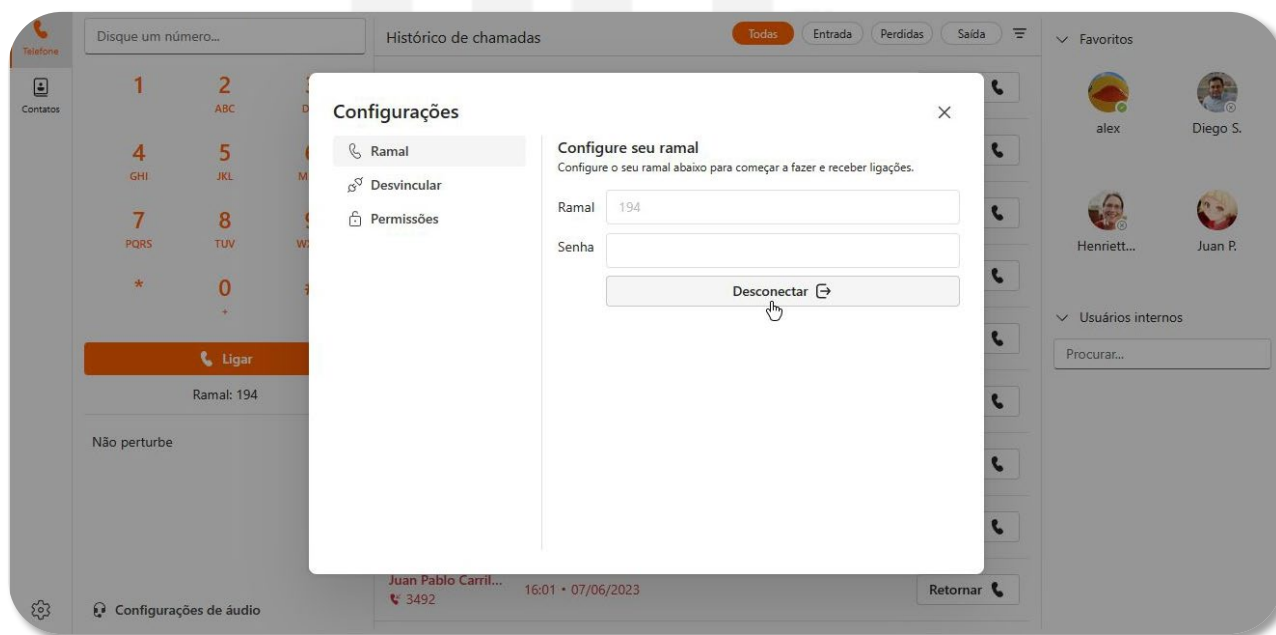 Telefone
Contatos
Disque um número...
1
2
ABC
4
GHI
5
JKL
7
PQRS
8
TUV
*
0
+
Ligar
Ramal: 194
Não perturbe
Configurações de áudio
Histórico de chamadas
Todas
Entrada
Perdidas
Saída
Configurações
Ramal
Desvincular
Permissões
Configure seu ramal
Configure o seu ramal abaixo para começar a fazer e receber ligações.
Ramal 194
Senha
Desconectar
Juan Pablo Carril...
3492
16:01 • 07/06/2023
Retornar
Favoritos
alex
Diego S.
Henriett...
Juan P.
Usuários internos
Procurar...